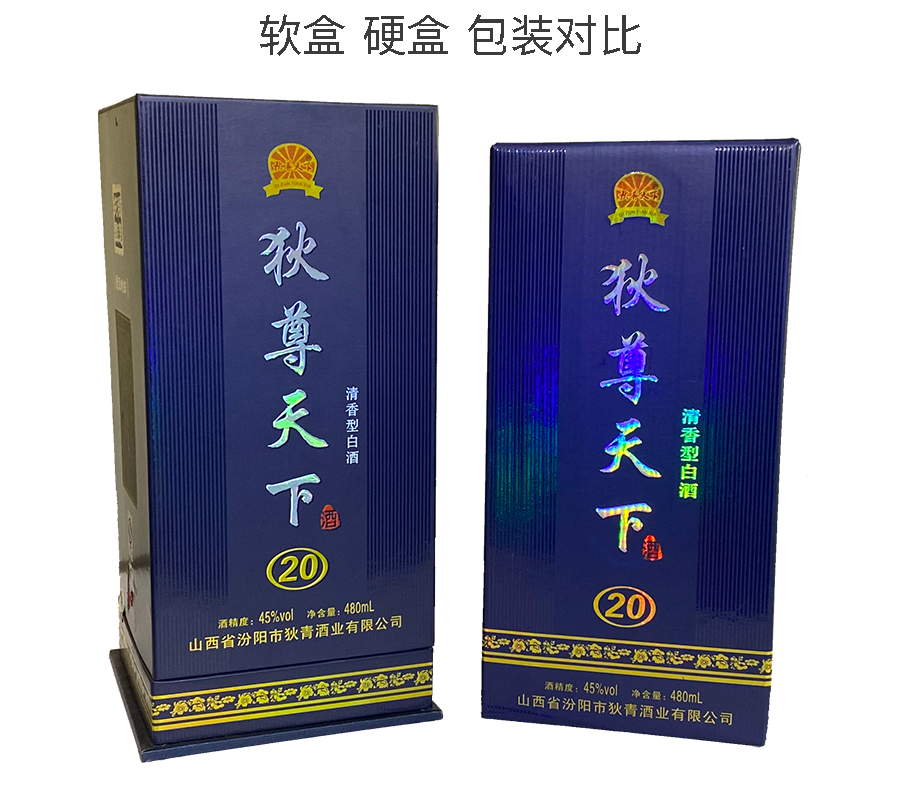 软盒 硬盒 包装对比
狄尊天下
清香型白酒
酒
20
酒精度：45%vol 净含量：480mL
山西省汾阳市狄青酒业有限公司
DI ZUN TIAN XIA
狄尊天下
清香型白酒
酒
20
酒精度：45%vol 净含量：480mL
山西省汾阳市狄青酒业有限公司